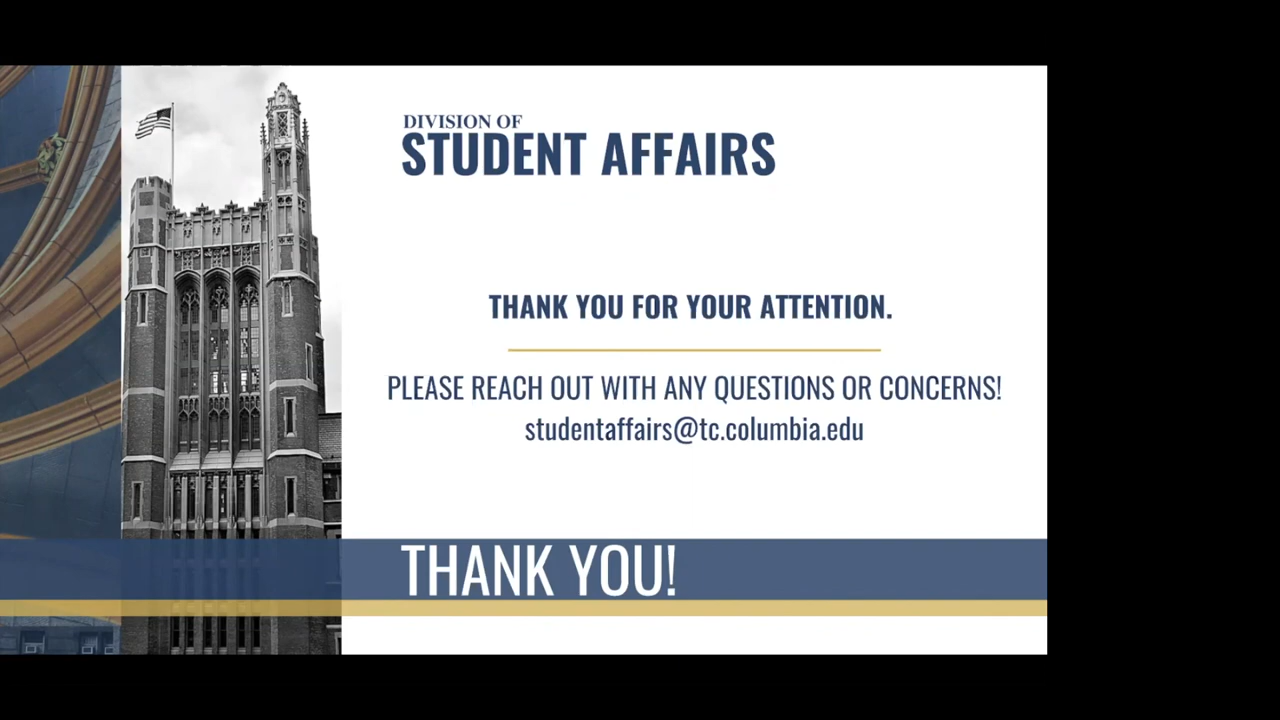 DIVISION OF
STUDENT AFFAIRS
THANK YOU FOR YOUR ATTENTION.
PLEASE REACH OUT WITH ANY QUESTIONS OR CONCERNS!
studentaffairs@tc.columbia.edu
THANK YOU!